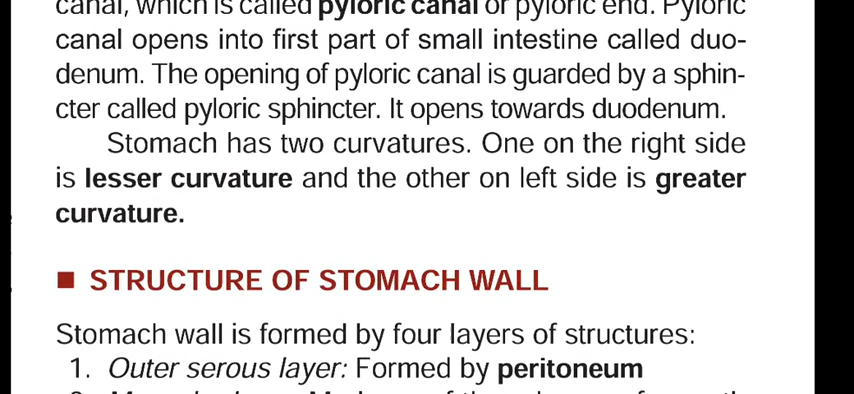 canal, which is called pyloric canal or pyloric end. Pyloric
canal opens into first part of small intestine called duo-
denum. The opening of pyloric canal is guarded by a sphin-
cter called pyloric sphincter. It opens towards duodenum.
Stomach has two curvatures. One on the right side
is lesser curvature and the other on left side is greater
curvature.
■ STRUCTURE OF STOMACH WALL
Stomach wall is formed by four layers of structures:
1. Outer serous layer: Formed by peritoneum